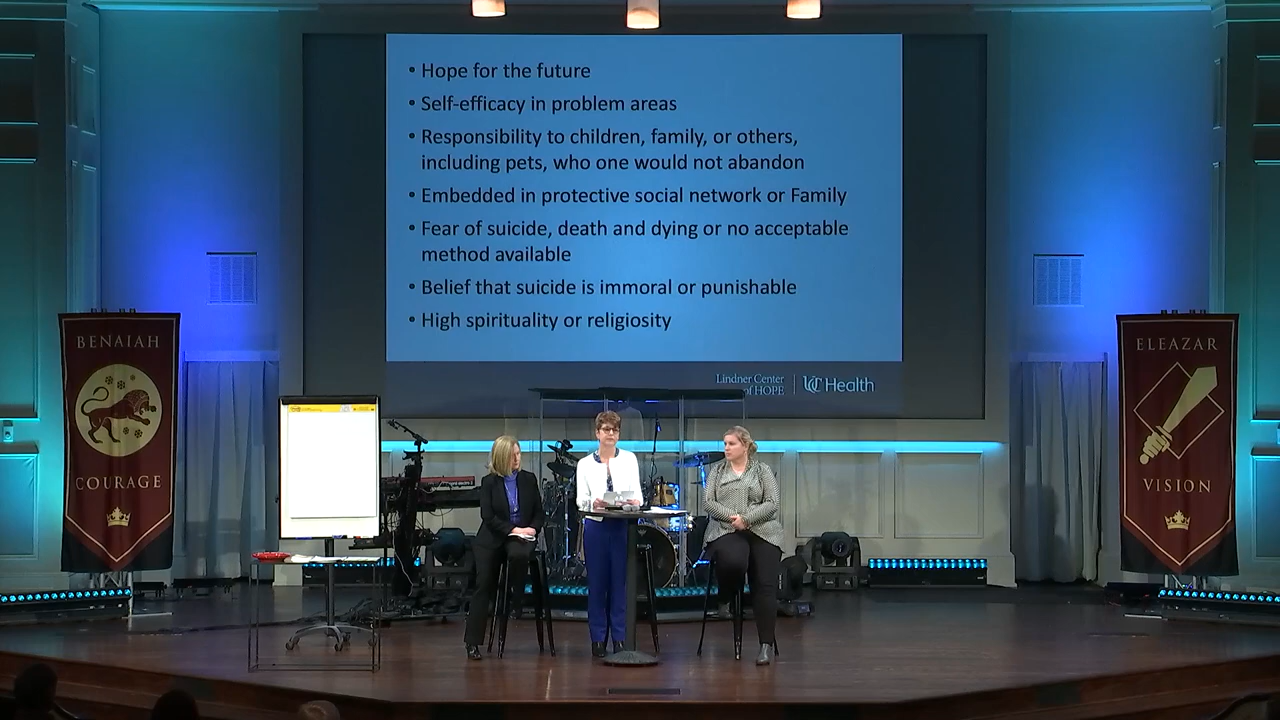 • Hope for the future
• Self-efficacy in problem areas
• Responsibility to children, family, or others,
including pets, who one would not abandon
• Embedded in protective social network or Family
• Fear of suicide, death and dying or no acceptable
method available
• Belief that suicide is immoral or punishable
• High spirituality or religiosity
Lindner Center
of HOPE
UC Health
BENAIAH
COURAGE
ELEAZAR
VISION